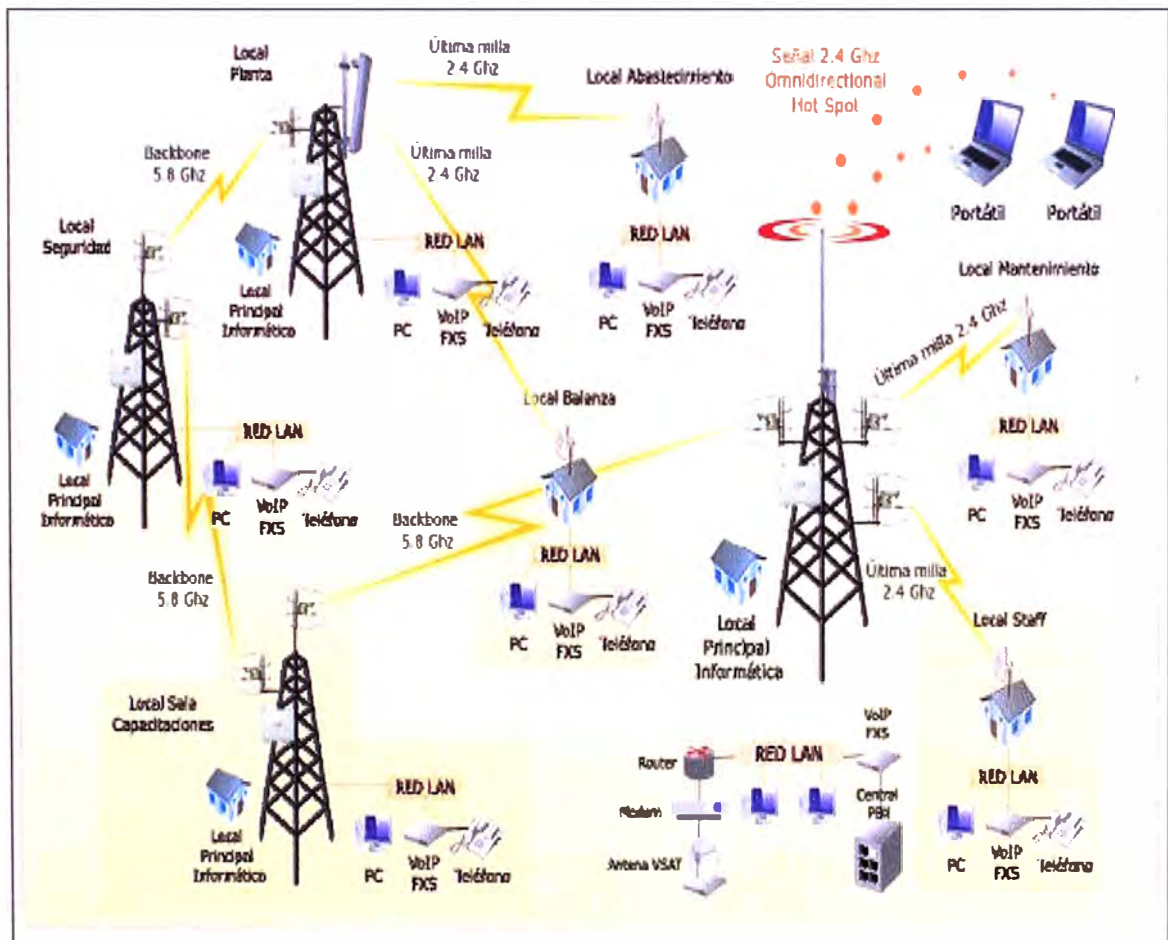 Local
Planta
Última milla
2.4 Ghz
Local Abastecimiento
Señal 2.4 Ghz
Omnidirectional
Hot Spot
Backbone
5.8 Ghz
Última milla
2.4 Ghz
Portátil
Portátil
Local
Seguridad
RED LAN
RED LAN
Local Mantenimiento
Local
Principal
Informático
PC
VoIP
FXS
Teléfono
PC
VoIP
FXS
Teléfono
Última milla 2.4 Ghz
Local Balanza
RED LAN
RED LAN
Local
Principal
Informático
PC
VoIP
FXS
Teléfono
PC
VoIP
FXS
Teléfono
Backbone
5.8 Ghz
Backbone
5.8 Ghz
RED LAN
Última milla
2.4 Ghz
PC
VoIP
FXS
Teléfono
Local
Principal
Informática
Local Staff
Local Sala
Capacitaciones
VoIP
FXS
Router
RED LAN
RED LAN
RED LAN
Modem
Central
PBX
Local
Principal
Informático
PC
VoIP
FXS
Teléfono
Antena VSAT
PC
VoIP
FXS
Teléfono